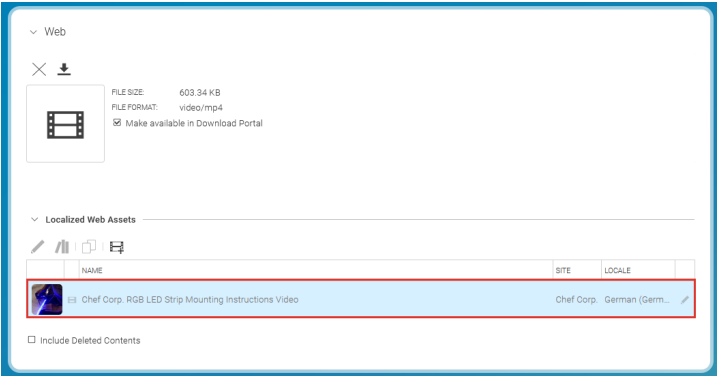 Web
FILE SIZE: 603.34 KB
FILE FORMAT: video/mp4
Make available in Download Portal
Localized Web Assets
NAME SITE LOCALE
Chef Corp. RGB LED Strip Mounting Instructions Video Chef Corp. German (Germ...
Include Deleted Contents